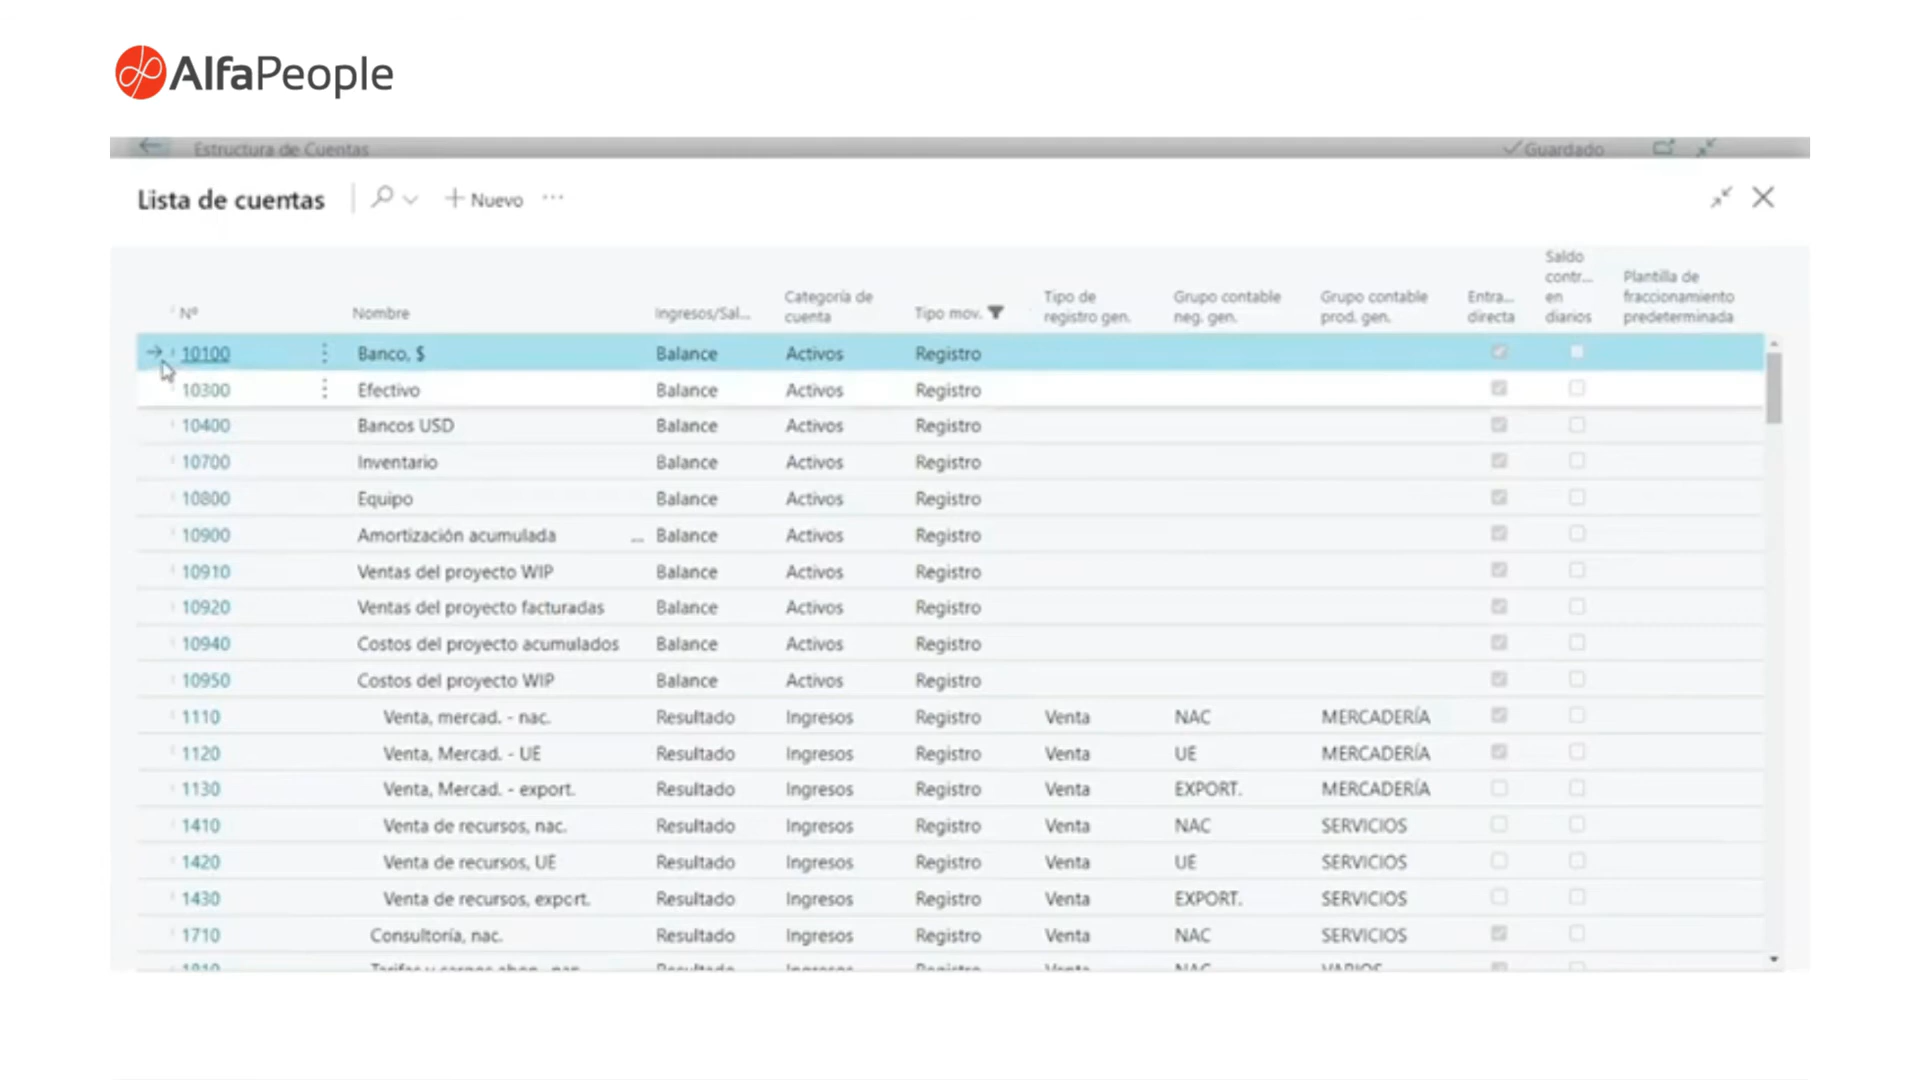 AlfaPeople
Estructura de Cuentas
Guardado
Lista de cuentas
Nuevo
Nº Nombre Ingresos/Sal... Categoría de cuenta Tipo mov. Tipo de registro gen. Grupo contable neg. gen. Grupo contable prod. gen. Entra... directa Saldo contr... en diarios Plantilla de fraccionamiento predeterminada
10100 Banco, $ Balance Activos Registro
10300 Efectivo Balance Activos Registro
10400 Bancos USD Balance Activos Registro
10700 Inventario Balance Activos Registro
10800 Equipo Balance Activos Registro
10900 Amortización acumulada ... Balance Activos Registro
10910 Ventas del proyecto WIP Balance Activos Registro
10920 Ventas del proyecto facturadas Balance Activos Registro
10940 Costos del proyecto acumulados Balance Activos Registro
10950 Costos del proyecto WIP Balance Activos Registro
1110 Venta, mercad. - nac. Resultado Ingresos Registro Venta NAC MERCADERÍA
1120 Venta, Mercad. - UE Resultado Ingresos Registro Venta UE MERCADERÍA
1130 Venta, Mercad. - export. Resultado Ingresos Registro Venta EXPORT. MERCADERÍA
1410 Venta de recursos, nac. Resultado Ingresos Registro Venta NAC SERVICIOS
1420 Venta de recursos, UE Resultado Ingresos Registro Venta UE SERVICIOS
1430 Venta de recursos, export. Resultado Ingresos Registro Venta EXPORT. SERVICIOS
1710 Consultoría, nac. Resultado Ingresos Registro Venta NAC SERVICIOS
Resultado Ingresos Registro Venta NAC VARIOS